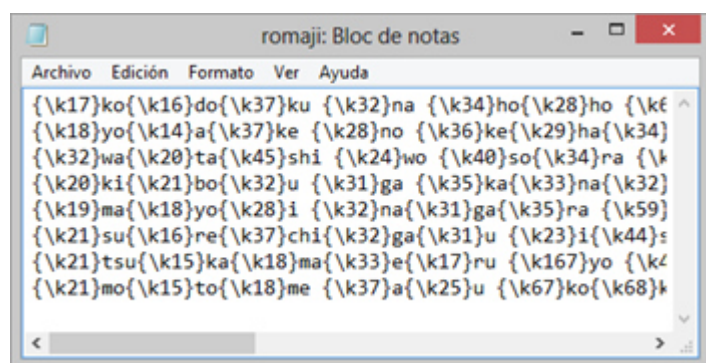 romaji: Bloc de notas
Archivo Edición Formato Ver Ayuda
{\k17}ko{\k16}do{\k37}ku {\k32}na {\k34}ho{\k28}ho {\k6
{\k18}yo{\k14}a{\k37}ke {\k28}no {\k36}ke{\k29}ha{\k34}
{\k32}wa{\k20}ta{\k45}shi {\k24}wo {\k40}so{\k34}ra {\k
{\k20}ki{\k21}bo{\k32}u {\k31}ga {\k35}ka{\k33}na{\k32}
{\k19}ma{\k18}yo{\k28}i {\k32}na{\k31}ga{\k35}ra {\k59}
{\k21}su{\k16}re{\k37}chi{\k32}ga{\k31}u {\k23}i{\k44}s
{\k21}tsu{\k15}ka{\k18}ma{\k33}e{\k17}ru {\k167}yo {\k4
{\k21}mo{\k15}to{\k18}me {\k37}a{\k25}u {\k67}ko{\k68}k